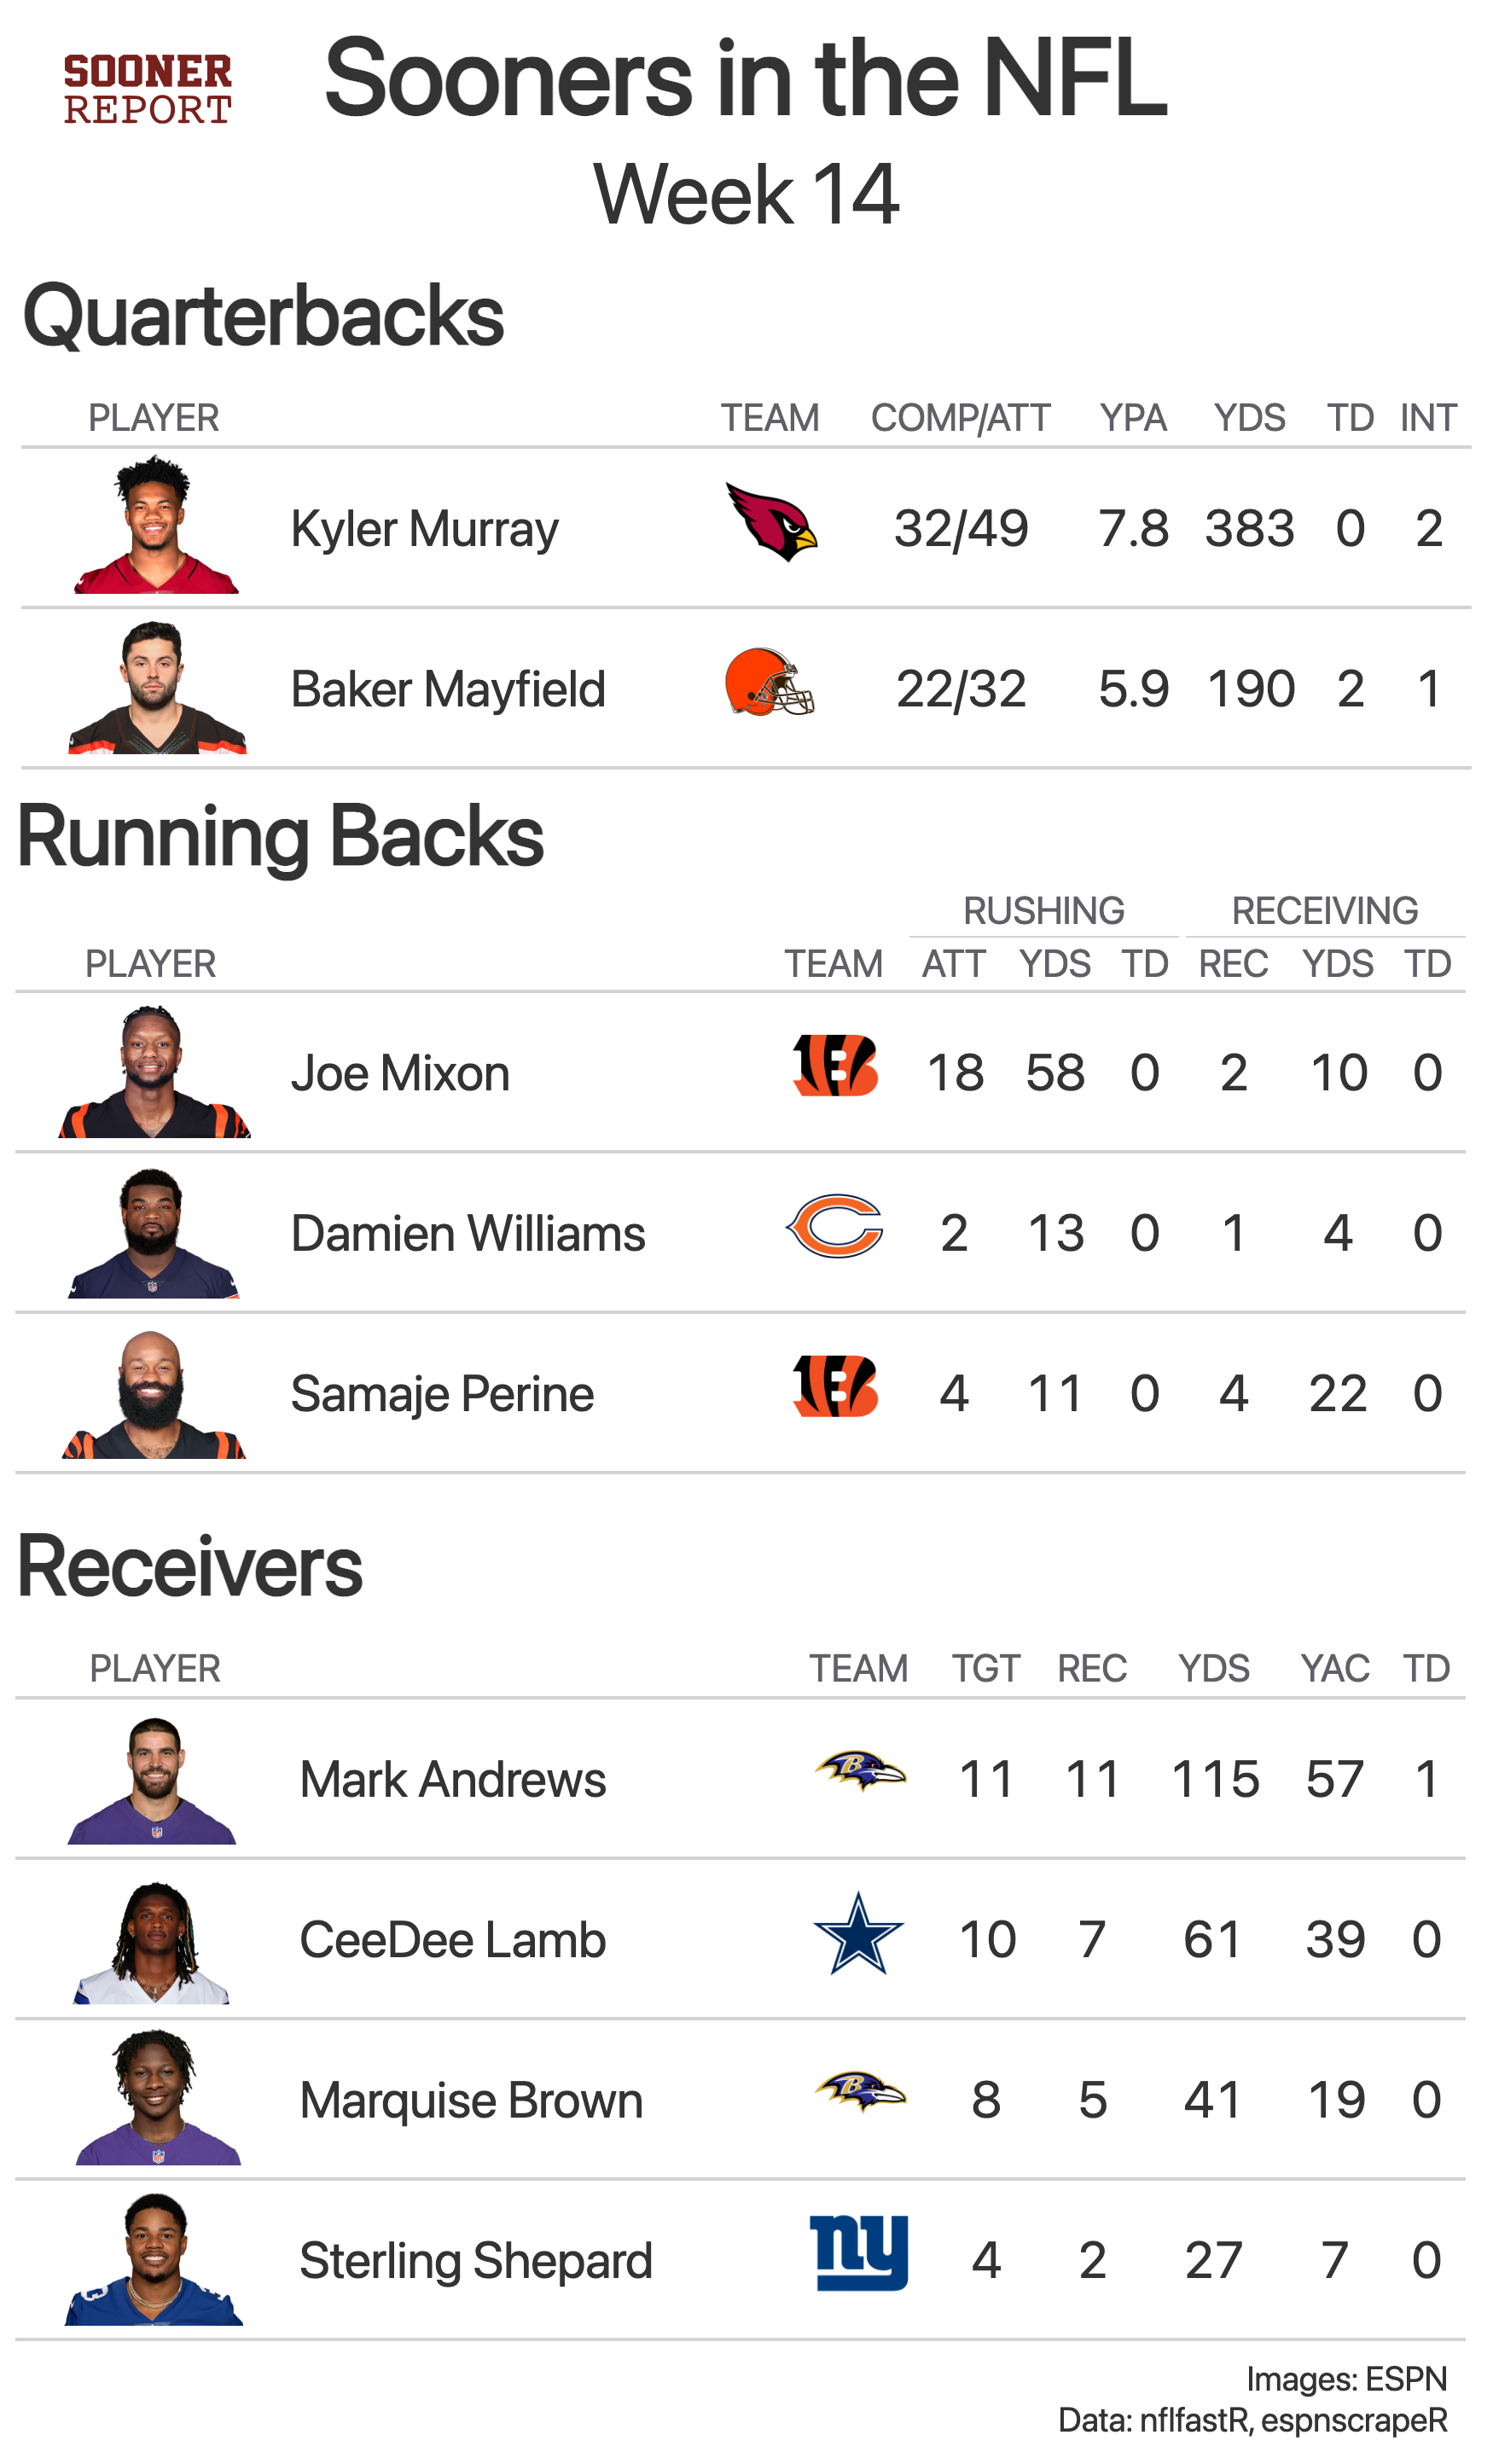 SOONER
REPORT
Sooners in the NFL
Week 14
Quarterbacks
PLAYER TEAM COMP/ATT YPA YDS TD INT
Kyler Murray 32/49 7.8 383 0 2
Baker Mayfield 22/32 5.9 190 2 1
Running Backs
RUSHING RECEIVING
PLAYER TEAM ATT YDS TD REC YDS TD
Joe Mixon B 18 58 0 2 10 0
Damien Williams C 2 13 0 1 4 0
Samaje Perine B 4 11 0 4 22 0
Receivers
PLAYER TEAM TGT REC YDS YAC TD
Mark Andrews B 11 11 115 57 1
CeeDee Lamb 10 7 61 39 0
Marquise Brown B 8 5 41 19 0
Sterling Shepard ny 4 2 27 7 0
Images: ESPN
Data: nflfastR, espnscrapeR